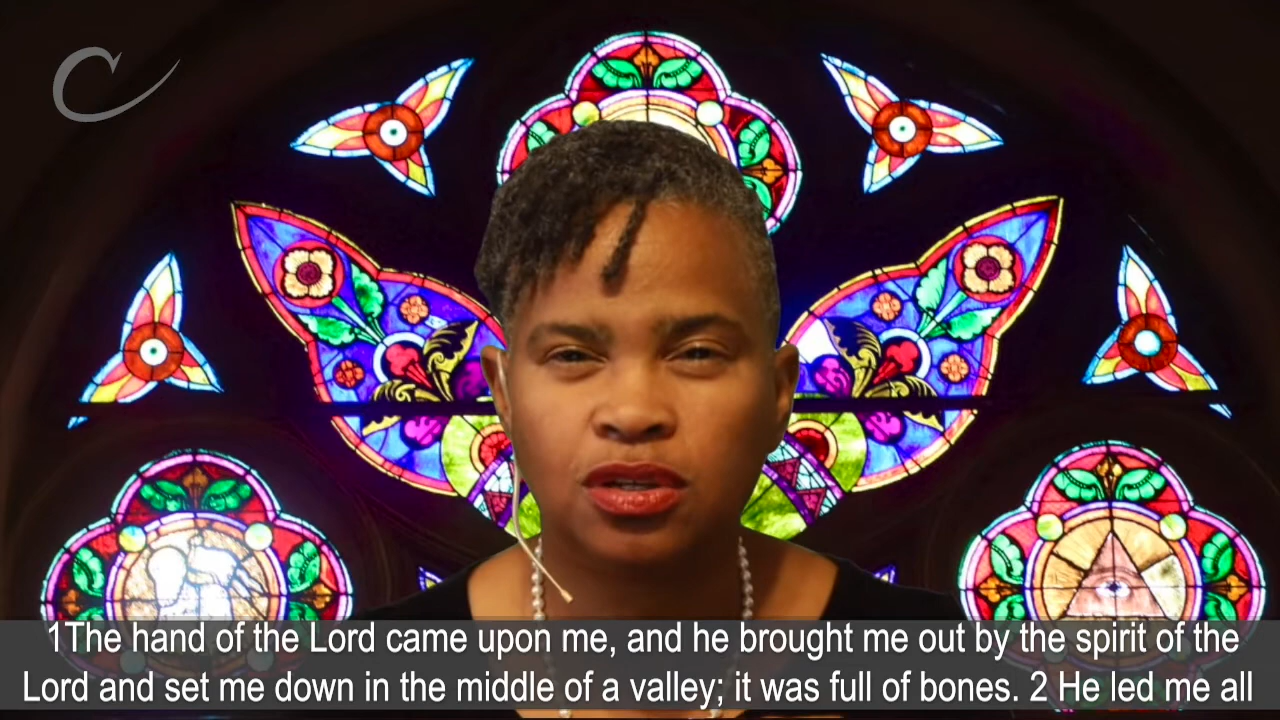 1The hand of the Lord came upon me, and he brought me out by the spirit of the
Lord and set me down in the middle of a valley; it was full of bones. 2 He led me all